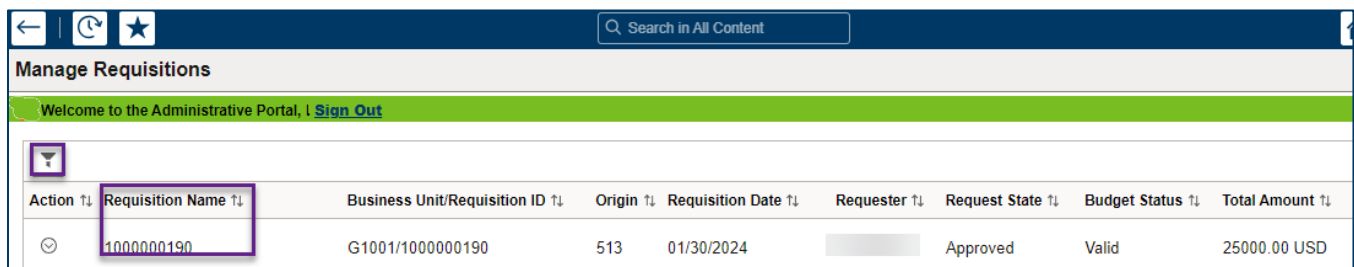 Search in All Content
Manage Requisitions
Welcome to the Administrative Portal, Sign Out
Action Requisition Name Business Unit/Requisition ID Origin Requisition Date Requester Request State Budget Status Total Amount
1000000190 G1001/1000000190 513 01/30/2024 Approved Valid 25000.00 USD